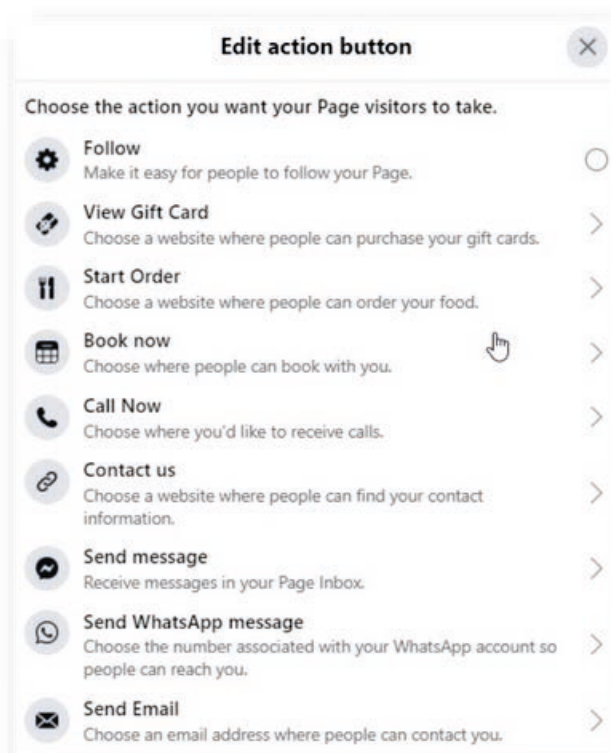 Edit action button
Choose the action you want your Page visitors to take.
Follow
Make it easy for people to follow your Page.
View Gift Card
Choose a website where people can purchase your gift cards.
Start Order
Choose a website where people can order your food.
Book now
Choose where people can book with you.
Call Now
Choose where you'd like to receive calls.
Contact us
Choose a website where people can find your contact
information.
Send message
Receive messages in your Page Inbox.
Send WhatsApp message
Choose the number associated with your WhatsApp account so
people can reach you.
Send Email
Choose an email address where people can contact you.